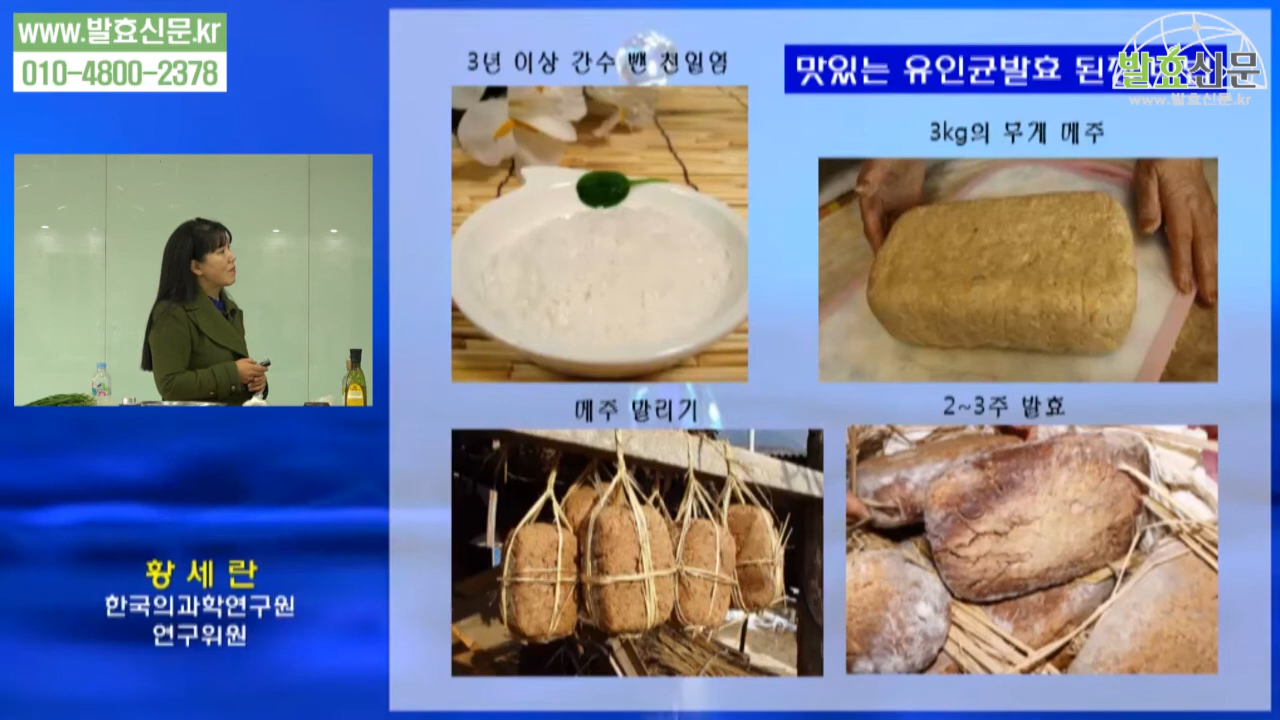 www.발효신문.kr
010-4800-2378
3년 이상 간수 뺀 천일염
맛있는 유인균발효
발효신문
www.발효신문.kr
3kg의 무게 메주
메주 말리기
2~3주 발효
황세란
한국의과학연구원
연구위원